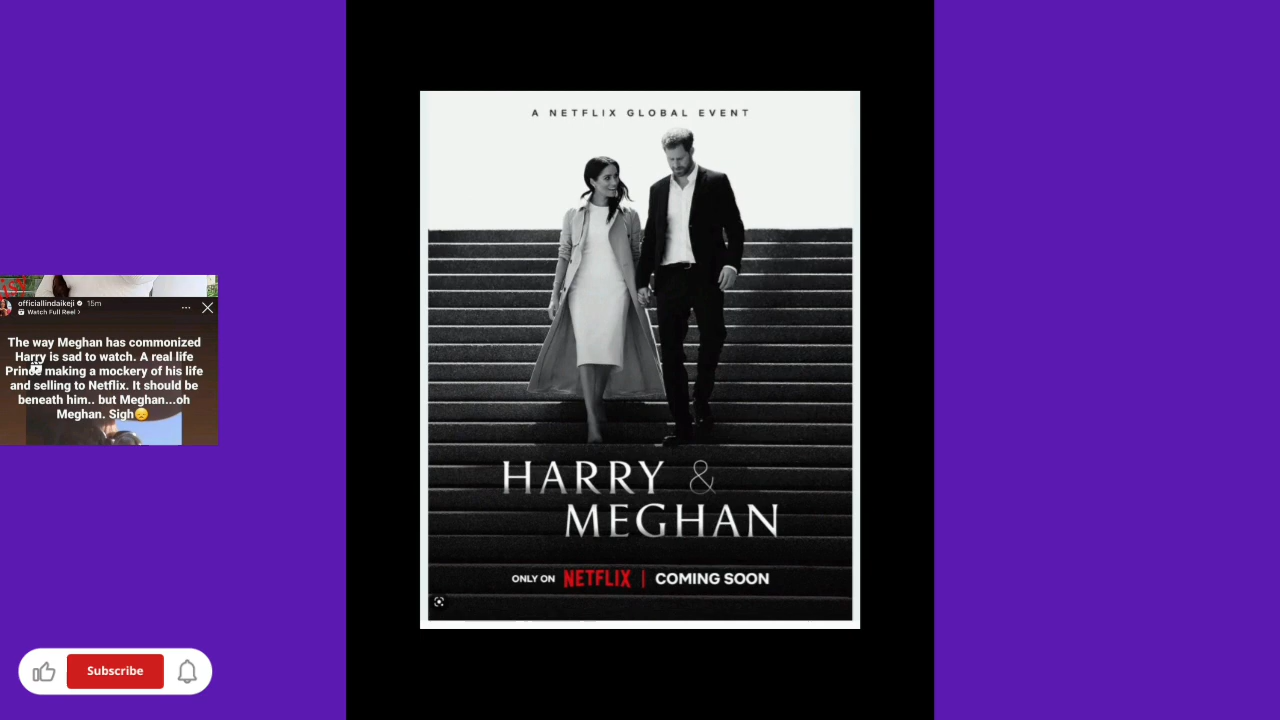 A NETFLIX GLOBAL EVENT
officiallindaikeji 15m
Watch Full Reel >
The way Meghan has commonized
Harry is sad to watch. A real life
Prince making a mockery of his life
and selling to Netflix. It should be
beneath him.. but Meghan...oh
Meghan. Sigh😞
HARRY &
MEGHAN
ONLY ON NETFLIX | COMING SOON
Subscribe